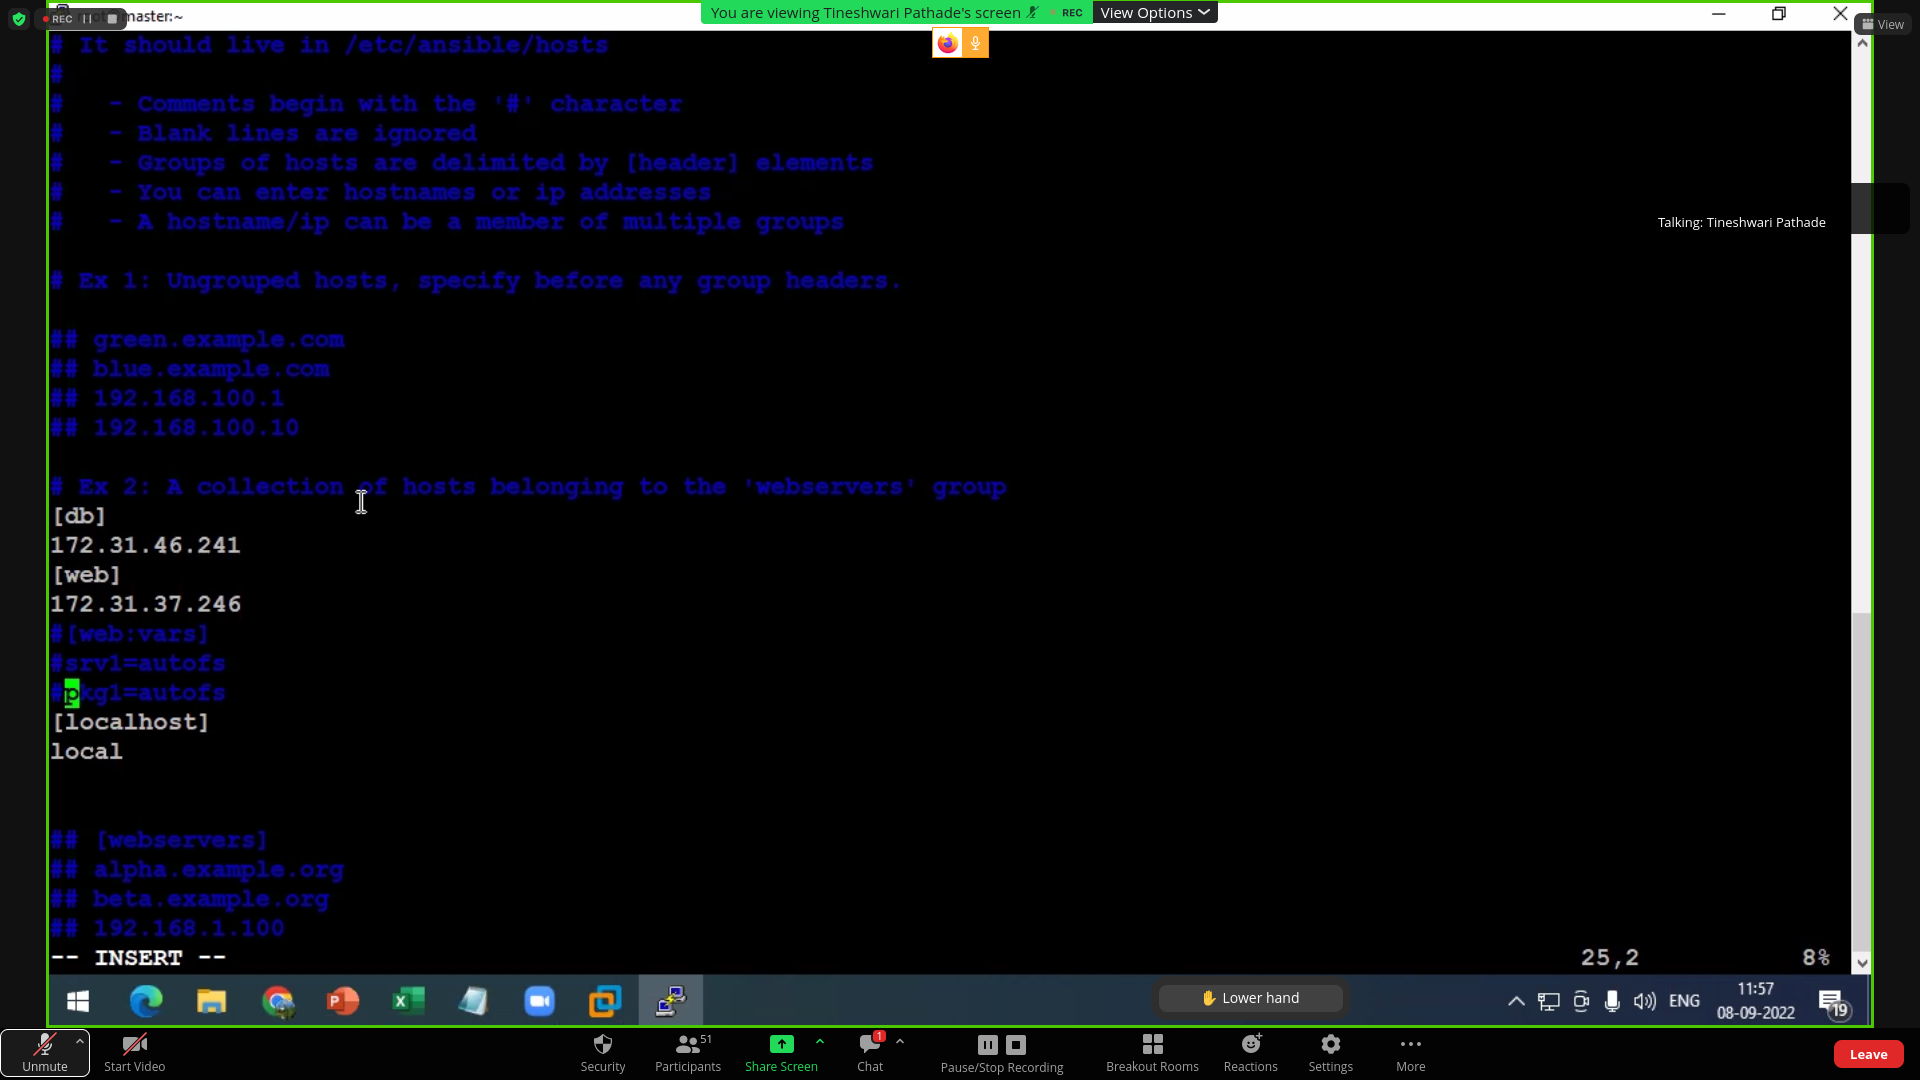 REC
master:~
You are viewing Tineshwari Pathade's screen
REC
View Options
View
# It should live in /etc/ansible/hosts
#
#   - Comments begin with the '#' character
#   - Blank lines are ignored
#   - Groups of hosts are delimited by [header] elements
#   - You can enter hostnames or ip addresses
#   - A hostname/ip can be a member of multiple groups
Talking: Tineshwari Pathade
# Ex 1: Ungrouped hosts, specify before any group headers.
## green.example.com
## blue.example.com
## 192.168.100.1
## 192.168.100.10
# Ex 2: A collection of hosts belonging to the 'webservers' group
[db]
172.31.46.241
[web]
172.31.37.246
#[web:vars]
#srv1=autofs
#pkg1=autofs
[localhost]
local
## [webservers]
## alpha.example.org
## beta.example.org
## 192.168.1.100
-- INSERT --
25,2
8%
Lower hand
ENG
11:57
08-09-2022
19
Unmute
Start Video
Security
Participants
51
Share Screen
Chat
1
Pause/Stop Recording
Breakout Rooms
Reactions
Settings
More
Leave